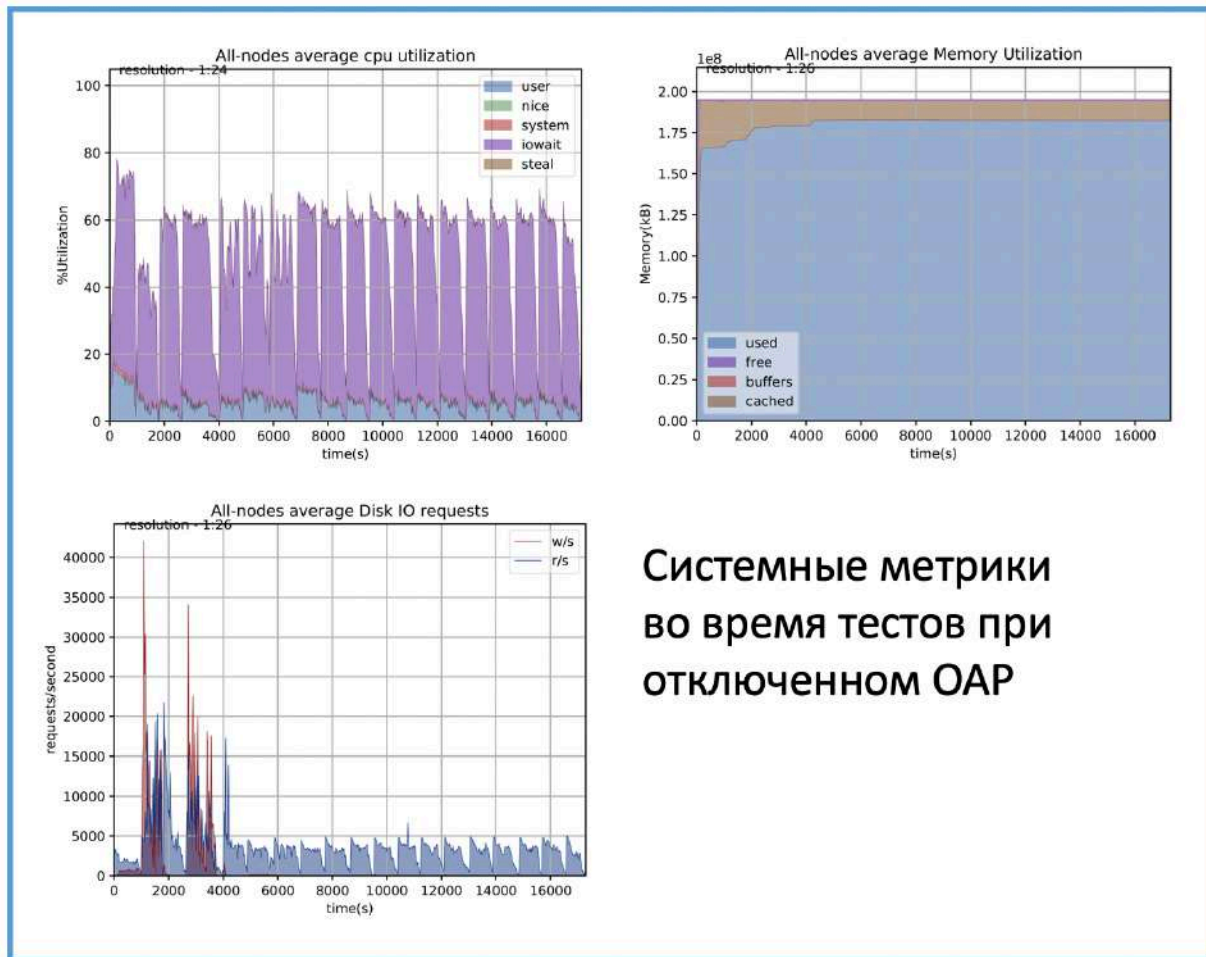 All-nodes average cpu utilization
resolution - 1:24
100
80
60
40
20
0
%Utilization
user
nice
system
iowait
steal
0 2000 4000 6000 8000 10000 12000 14000 16000
time(s)
All-nodes average Memory Utilization
1e8
resolution - 1:26
2.00
1.75
1.50
1.25
1.00
0.75
0.50
0.25
0.00
Memory(kB)
used
free
buffers
cached
0 2000 4000 6000 8000 10000 12000 14000 16000
time(s)
All-nodes average Disk IO requests
resolution - 1:26
40000
35000
30000
25000
20000
15000
10000
5000
0
requests/second
w/s
r/s
0 2000 4000 6000 8000 10000 12000 14000 16000
time(s)
Системные метрики
во время тестов при
отключенном OAP